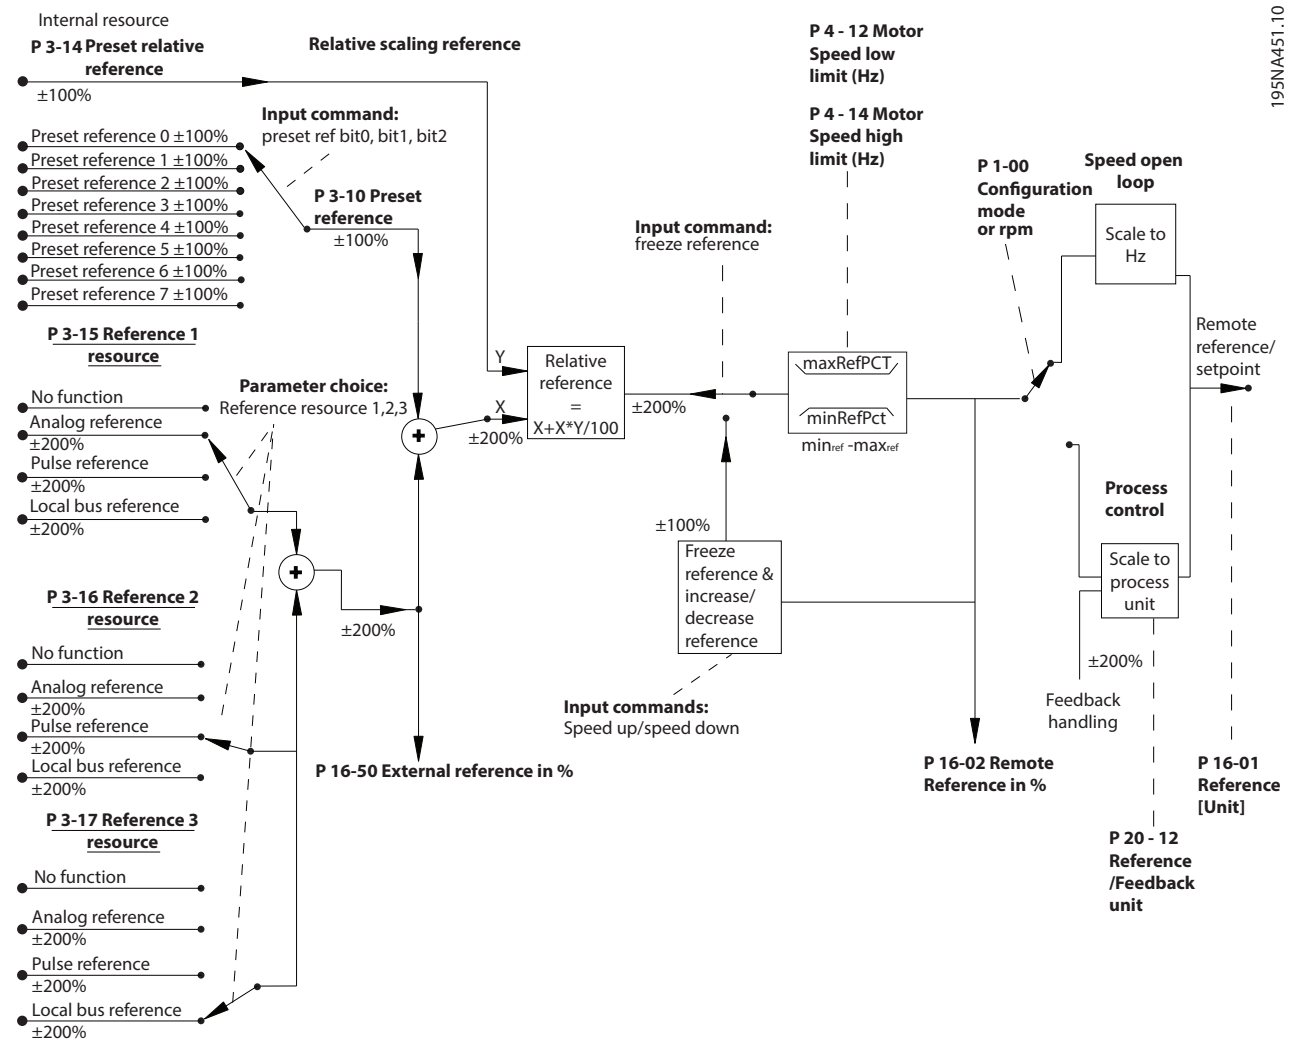 Internal resource
P 3-14 Preset relative
reference
±100%
Relative scaling reference
Input command:
preset ref bit0, bit1, bit2
Preset reference 0 ±100%
Preset reference 1 ±100%
Preset reference 2 ±100%
Preset reference 3 ±100%
Preset reference 4 ±100%
Preset reference 5 ±100%
Preset reference 6 ±100%
Preset reference 7 ±100%
P 3-10 Preset
reference
±100%
P 3-15 Reference 1
resource
No function
Analog reference
±200%
Pulse reference
±200%
Local bus reference
±200%
Parameter choice:
Reference resource 1,2,3
P 3-16 Reference 2
resource
No function
Analog reference
±200%
Pulse reference
±200%
Local bus reference
±200%
P 3-17 Reference 3
resource
No function
Analog reference
±200%
Pulse reference
±200%
Local bus reference
±200%
+
±200%
+
P 16-50 External reference in %
Y
X
±200%
Relative
reference
=
X+X*Y/100
±200%
Input command:
freeze reference
P 4 - 12 Motor
Speed low
limit (Hz)
P 4 - 14 Motor
Speed high
limit (Hz)
maxRefPCT
minRefPct
minref -maxref
±100%
Freeze
reference &
increase/
decrease
reference
Input commands:
Speed up/speed down
P 16-02 Remote
Reference in %
P 1-00
Configuration
mode
or rpm
Speed open
loop
Scale to
Hz
Remote
reference/
setpoint
Process
control
Scale to
process
unit
±200%
Feedback
handling
P 20 - 12
Reference
/Feedback
unit
P 16-01
Reference
[Unit]
195NA451.10